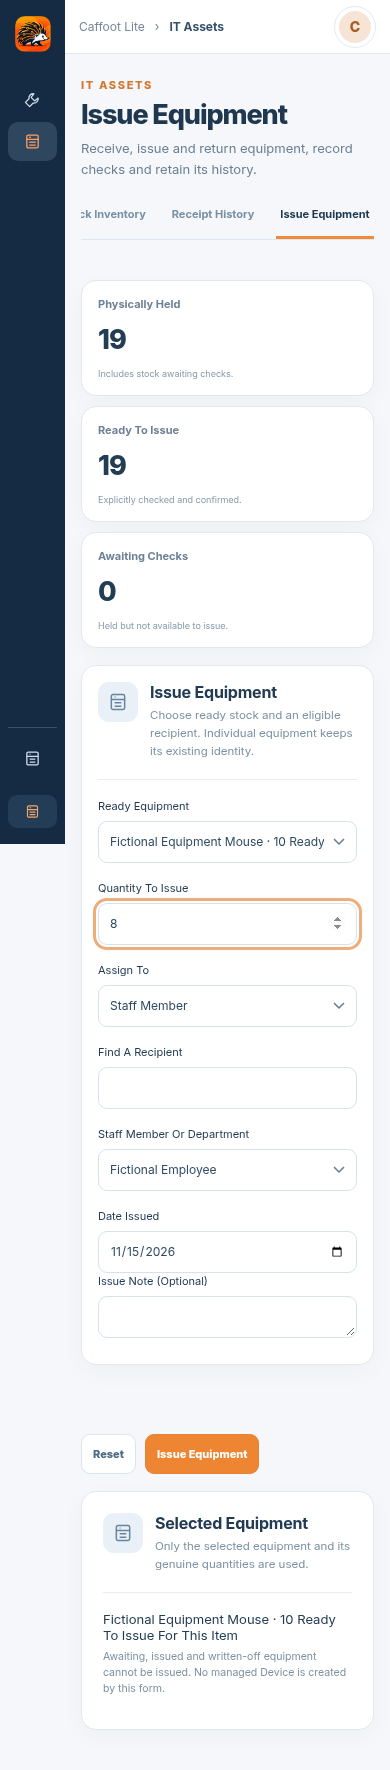 Caffoot Lite › IT Assets
C
IT ASSETS
Issue Equipment
Receive, issue and return equipment, record
checks and retain its history.
ck Inventory Receipt History Issue Equipment
Physically Held
19
Includes stock awaiting checks.
Ready To Issue
19
Explicitly checked and confirmed.
Awaiting Checks
0
Held but not available to issue.
Issue Equipment
Choose ready stock and an eligible
recipient. Individual equipment keeps
its existing identity.
Ready Equipment
Fictional Equipment Mouse · 10 Ready
Quantity To Issue
8
Assign To
Staff Member
Find A Recipient
Staff Member Or Department
Fictional Employee
Date Issued
11/15/2026
Issue Note (Optional)
Reset Issue Equipment
Selected Equipment
Only the selected equipment and its
genuine quantities are used.
Fictional Equipment Mouse · 10 Ready
To Issue For This Item
Awaiting, issued and written-off equipment
cannot be issued. No managed Device is created
by this form.